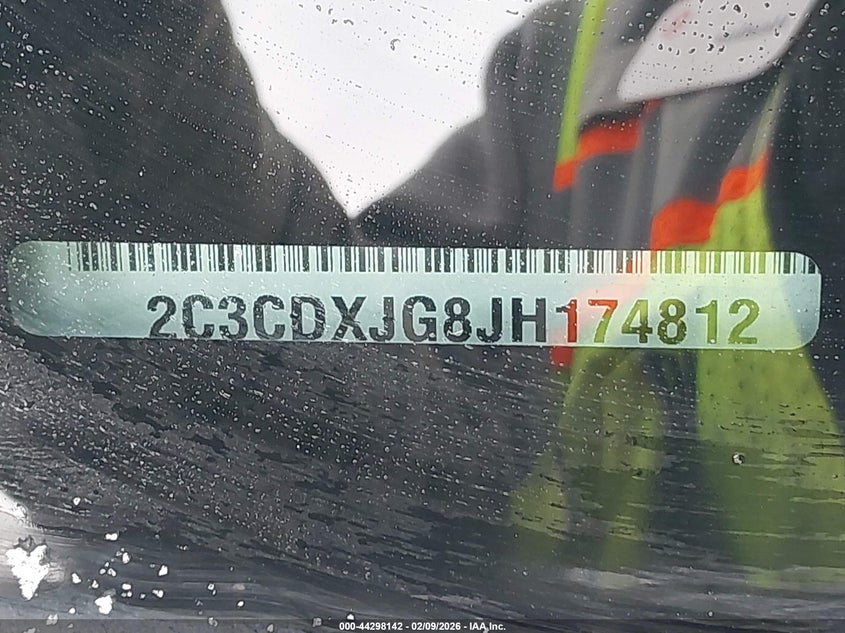 2C3CDXJG8JH174812
000-44298142 - 02/09/2026 - IAA, Inc.